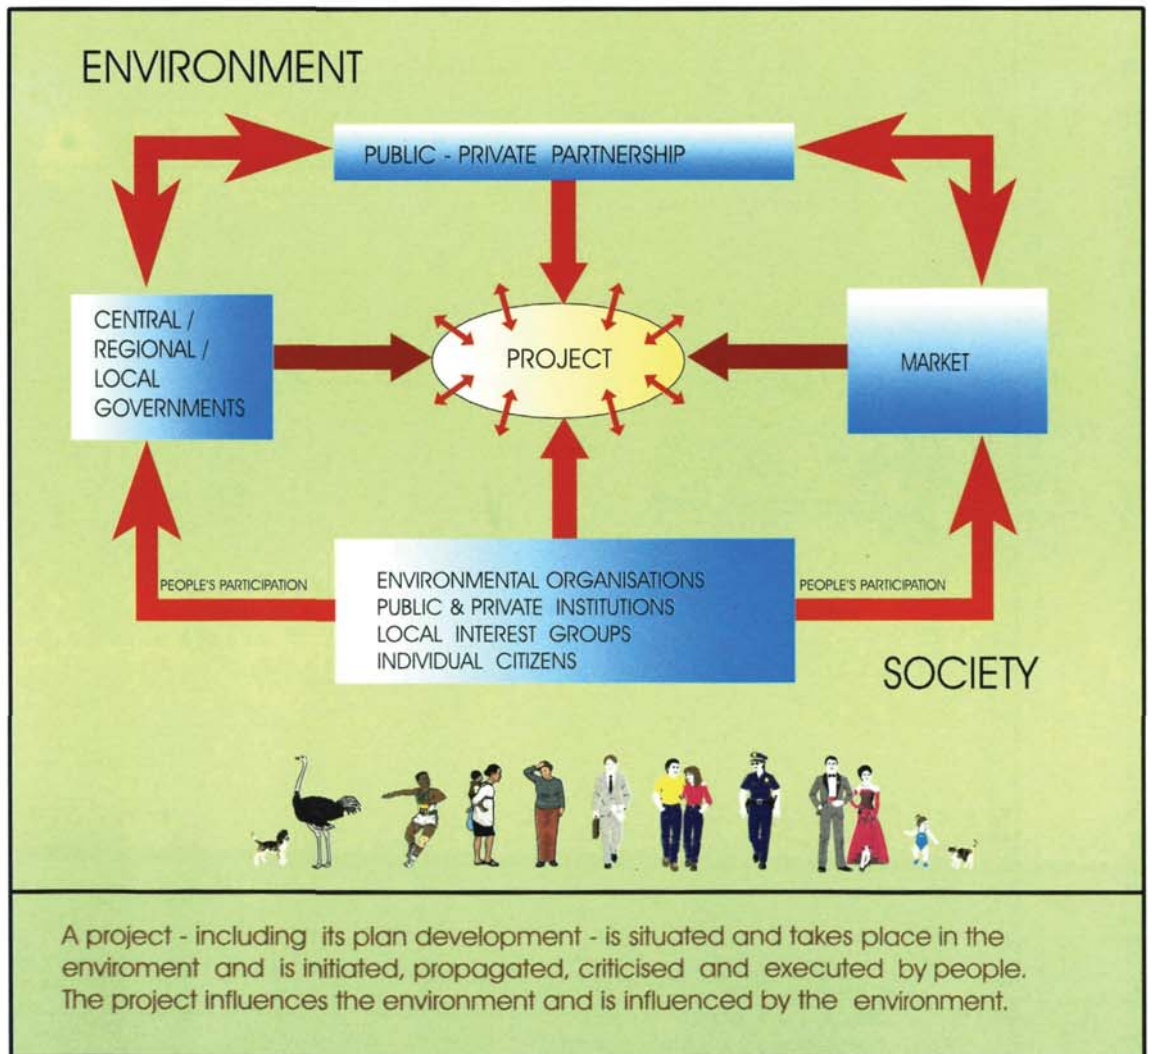 ENVIRONMENT
PUBLIC - PRIVATE PARTNERSHIP
CENTRAL /
REGIONAL /
LOCAL
GOVERNMENTS
PROJECT
MARKET
PEOPLE'S PARTICIPATION
ENVIRONMENTAL ORGANISATIONS
PUBLIC & PRIVATE INSTITUTIONS
LOCAL INTEREST GROUPS
INDIVIDUAL CITIZENS
PEOPLE'S PARTICIPATION
SOCIETY
A project - including its plan development - is situated and takes place in the
enviroment and is initiated, propagated, criticised and executed by people.
The project influences the environment and is influenced by the environment.